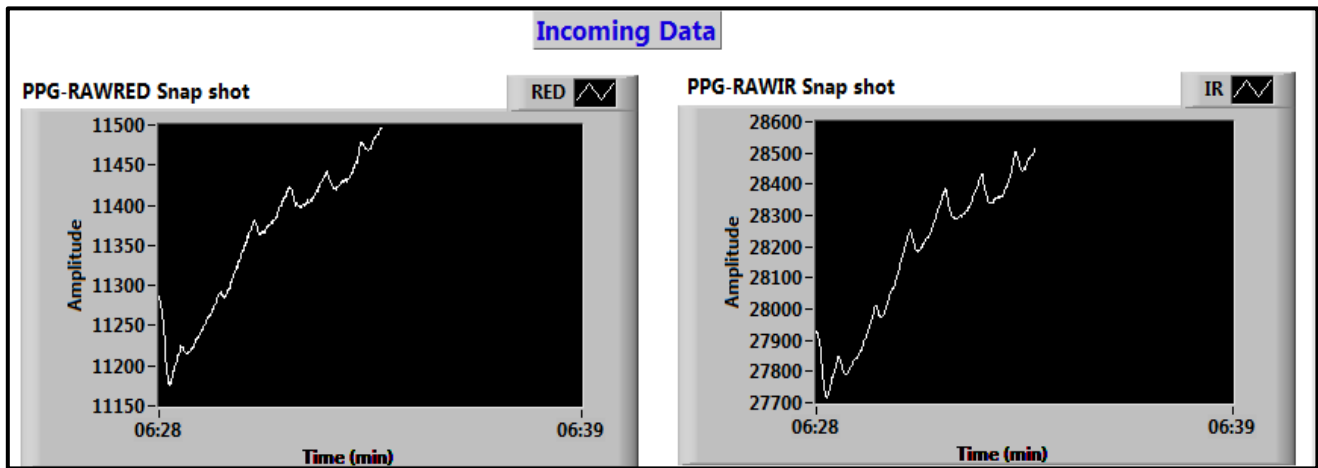 Incoming Data
PPG-RAWRED Snap shot
RED
11500
11450
11400
11350
11300
11250
11200
11150
Amplitude
06:28
06:39
Time (min)
PPG-RAWIR Snap shot
IR
28600
28500
28400
28300
28200
28100
28000
27900
27800
27700
Amplitude
06:28
06:39
Time (min)